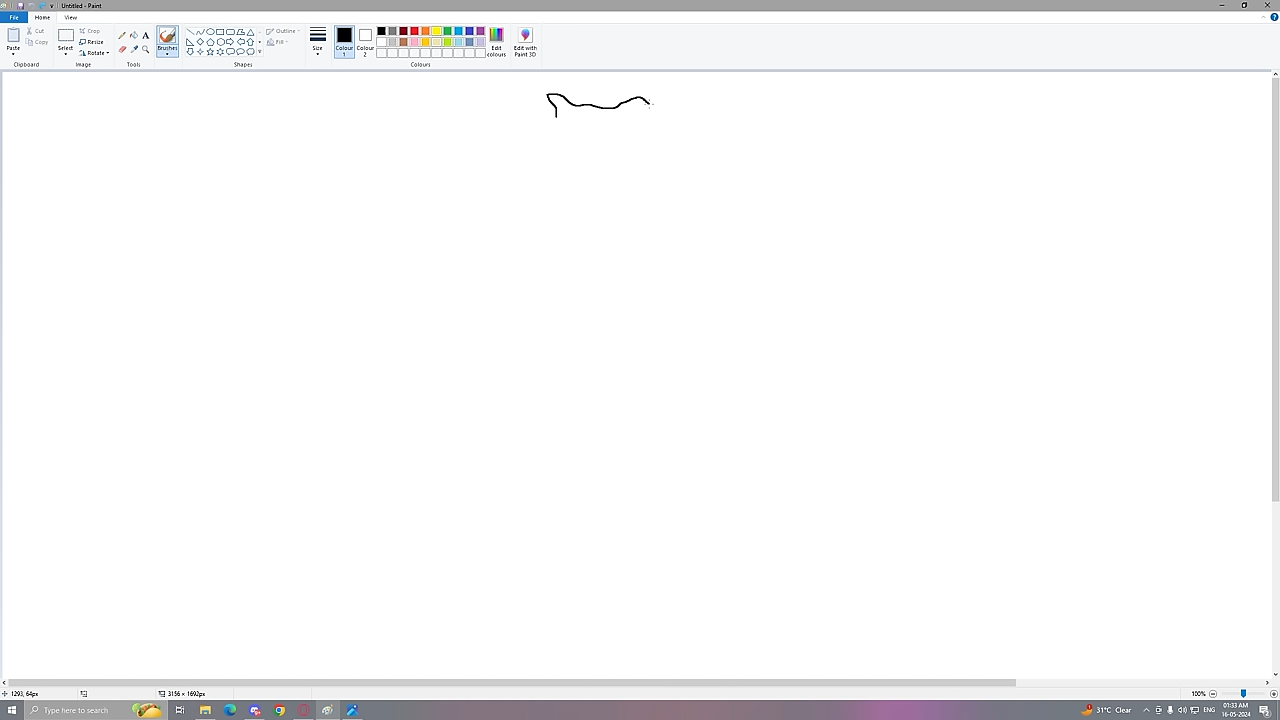 Untitled - Paint
File Home View
Paste Cut Copy Select Crop Resize Rotate Brushes Outline Fill Size Colour 1 Colour 2 Edit colours Edit with Paint 3D
Clipboard Image Tools Shapes Colours
1293, 64px 3156 × 1692px 100%
Type here to search 31°C Clear ENG 01:33 AM
16-05-2024